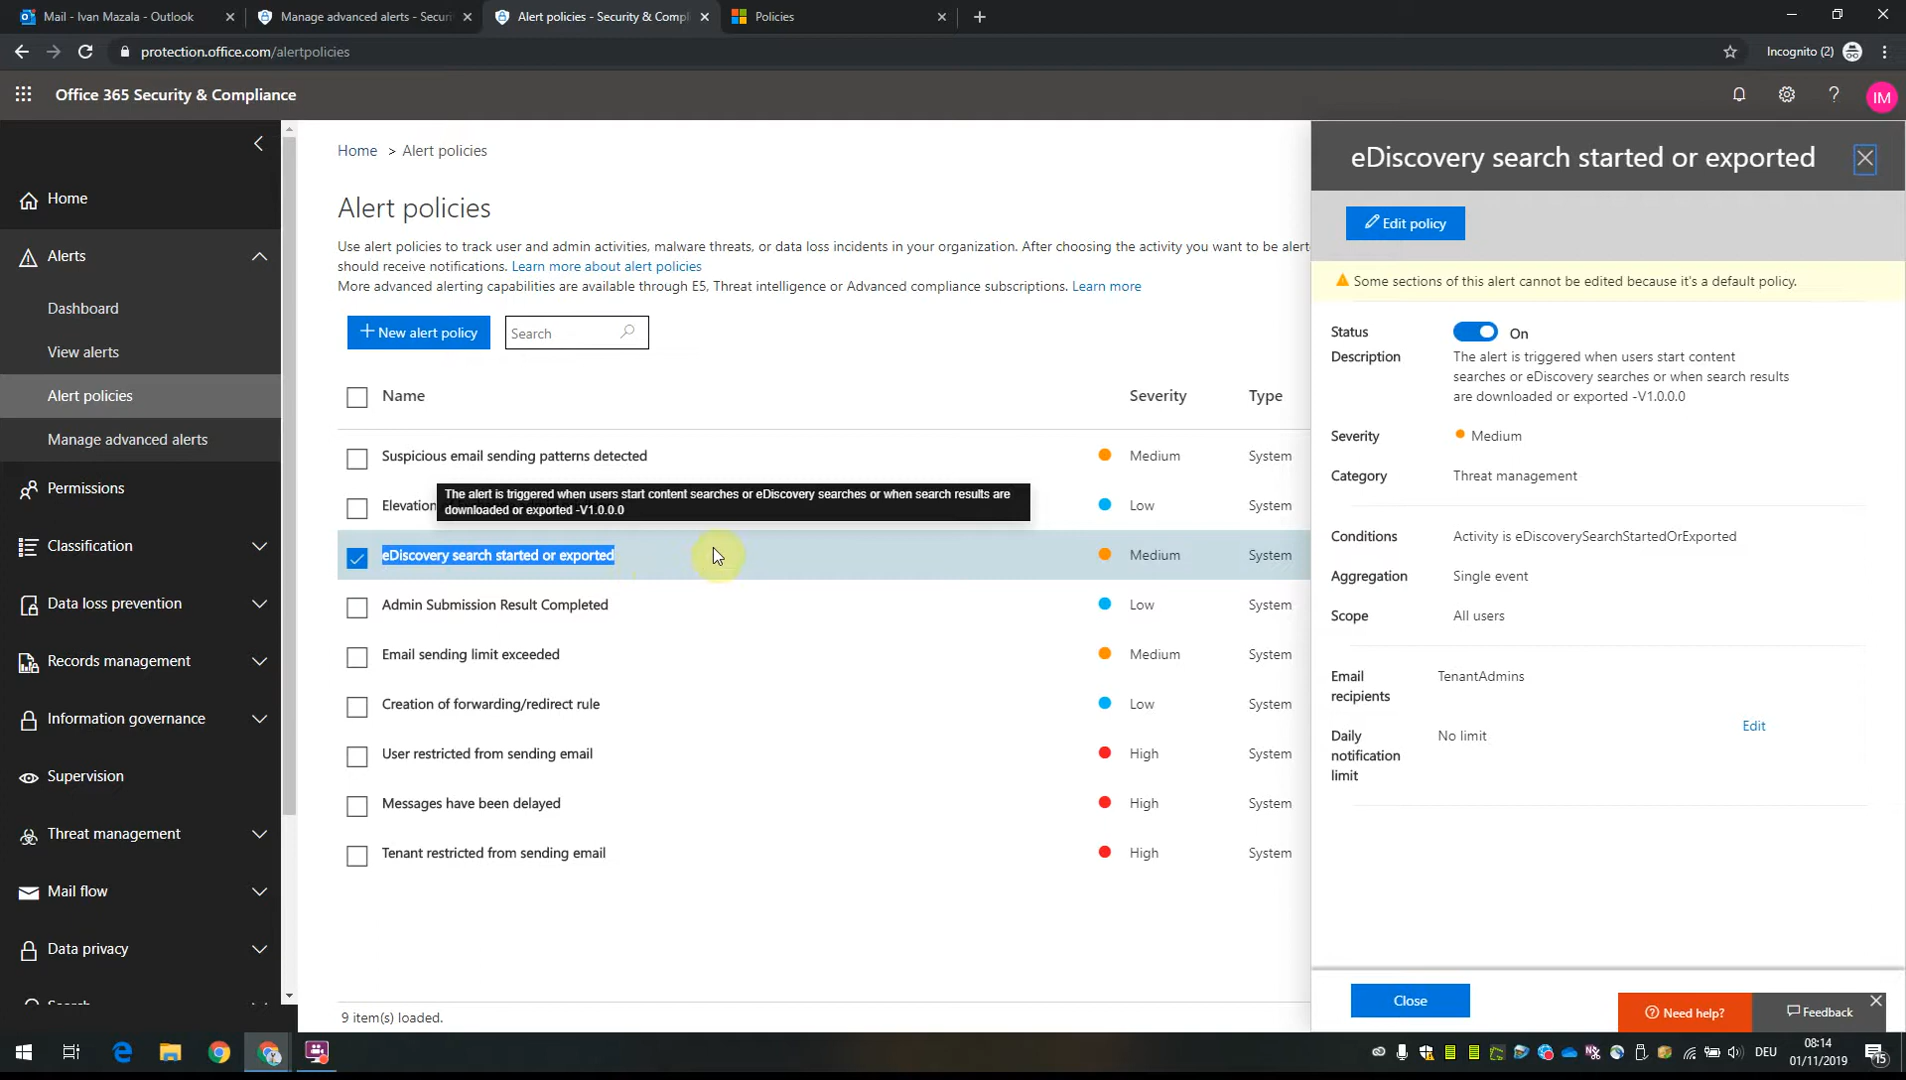 Mail - Ivan Mazala - Outlook
Manage advanced alerts - Securi
Alert policies - Security & Compl
Policies
protection.office.com/alertpolicies
Incognito (2)
Office 365 Security & Compliance
IM
Home
Alerts
Dashboard
View alerts
Alert policies
Manage advanced alerts
Permissions
Classification
Data loss prevention
Records management
Information governance
Supervision
Threat management
Mail flow
Data privacy
Home > Alert policies
Alert policies
Use alert policies to track user and admin activities, malware threats, or data loss incidents in your organization. After choosing the activity you want to be alert
should receive notifications. Learn more about alert policies
More advanced alerting capabilities are available through E5, Threat intelligence or Advanced compliance subscriptions. Learn more
+ New alert policy
Search
Name Severity Type
Suspicious email sending patterns detected Medium System
The alert is triggered when users start content searches or eDiscovery searches or when search results are
downloaded or exported -V1.0.0.0
Elevation Low System
eDiscovery search started or exported Medium System
Admin Submission Result Completed Low System
Email sending limit exceeded Medium System
Creation of forwarding/redirect rule Low System
User restricted from sending email High System
Messages have been delayed High System
Tenant restricted from sending email High System
9 item(s) loaded.
eDiscovery search started or exported
Edit policy
Some sections of this alert cannot be edited because it's a default policy.
Status On
Description The alert is triggered when users start content
searches or eDiscovery searches or when search results
are downloaded or exported -V1.0.0.0
Severity Medium
Category Threat management
Conditions Activity is eDiscoverySearchStartedOrExported
Aggregation Single event
Scope All users
Email TenantAdmins
recipients
Edit
Daily No limit
notification
limit
Close
Need help?
Feedback
DEU
08:14
01/11/2019
15